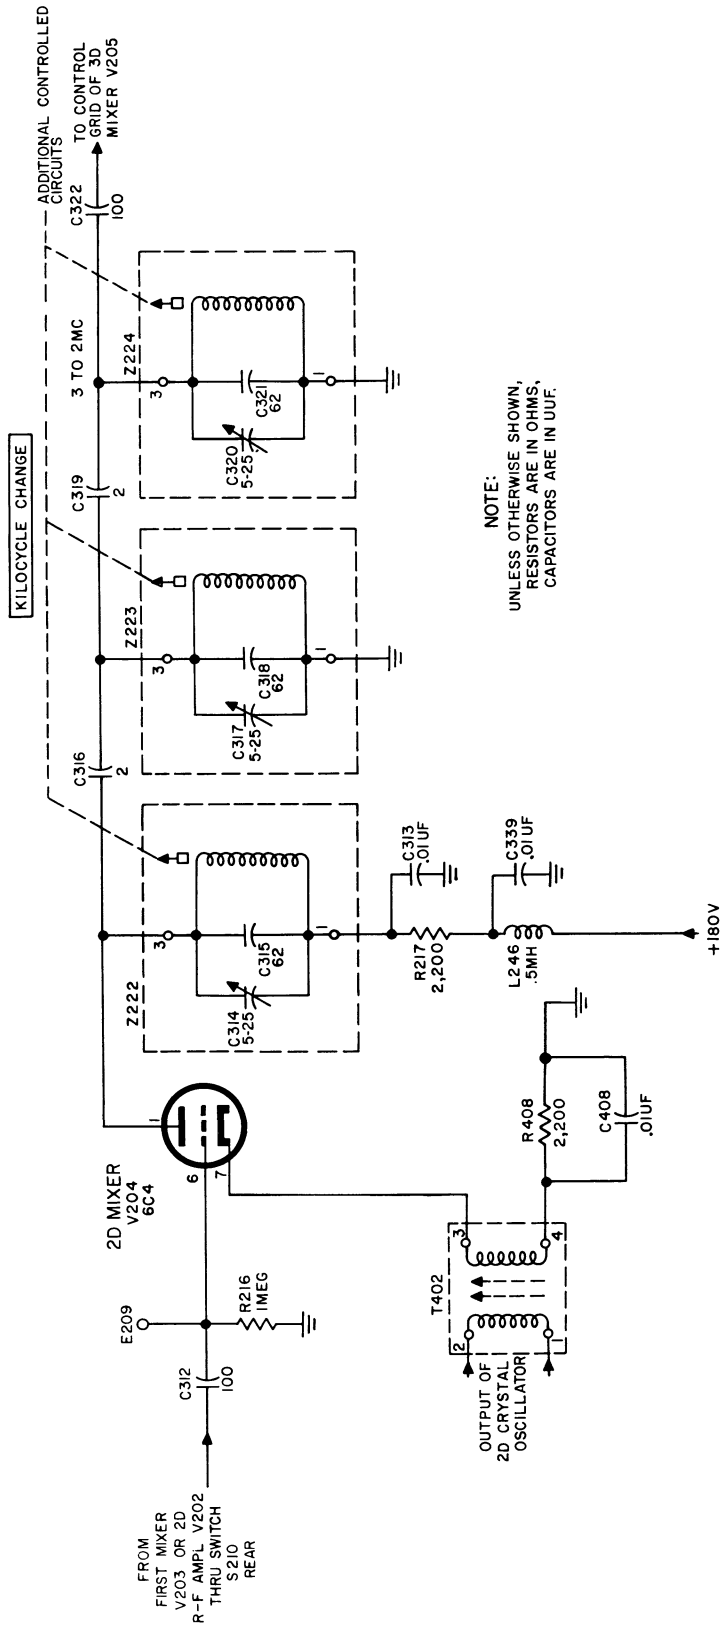 FROM
FIRST MIXER
V203 OR 2D
R-F AMPL V202
THRU SWITCH
S210
REAR
C312
100
E209
R216
1MEG
2D MIXER
V204
6C4
1
6
7
OUTPUT OF
2D CRYSTAL
OSCILLATOR
T402
2
1
3
4
R408
2,200
C408
.01UF
Z222
3
C314
5-25
C315
62
1
C313
.01UF
R217
2,200
C339
.01UF
L246
.5MH
+180V
C316
2
Z223
3
C317
5-25
C318
62
1
KILOCYCLE CHANGE
C319
2
3 TO 2MC
Z224
3
C320
5-25
C321
62
1
C322
100
ADDITIONAL CONTROLLED
CIRCUITS
TO CONTROL
GRID OF 3D
MIXER V205
NOTE:
UNLESS OTHERWISE SHOWN,
RESISTORS ARE IN OHMS,
CAPACITORS ARE IN UUF.